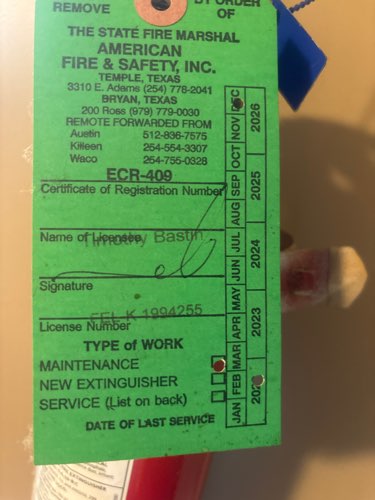 REMOVE
BY ORDER
OF
THE STATE FIRE MARSHAL
AMERICAN
FIRE & SAFETY, INC.
TEMPLE, TEXAS
3310 E. Adams (254) 778-2041
BRYAN, TEXAS
200 Ross (979) 779-0030
REMOTE FORWARDED FROM
Austin 512-836-7575
Killeen 254-554-3307
Waco 254-755-0328
ECR-409
Certificate of Registration Number
Name of Licensee
Timothy Bastin
Signature
FEL-K-1994255
License Number
TYPE of WORK
MAINTENANCE
NEW EXTINGUISHER
SERVICE (List on back)
DATE OF LAST SERVICE
JAN FEB MAR APR MAY JUN JUL AUG SEP OCT NOV DEC
2023 2024 2025 2026
EXTINGUISHER